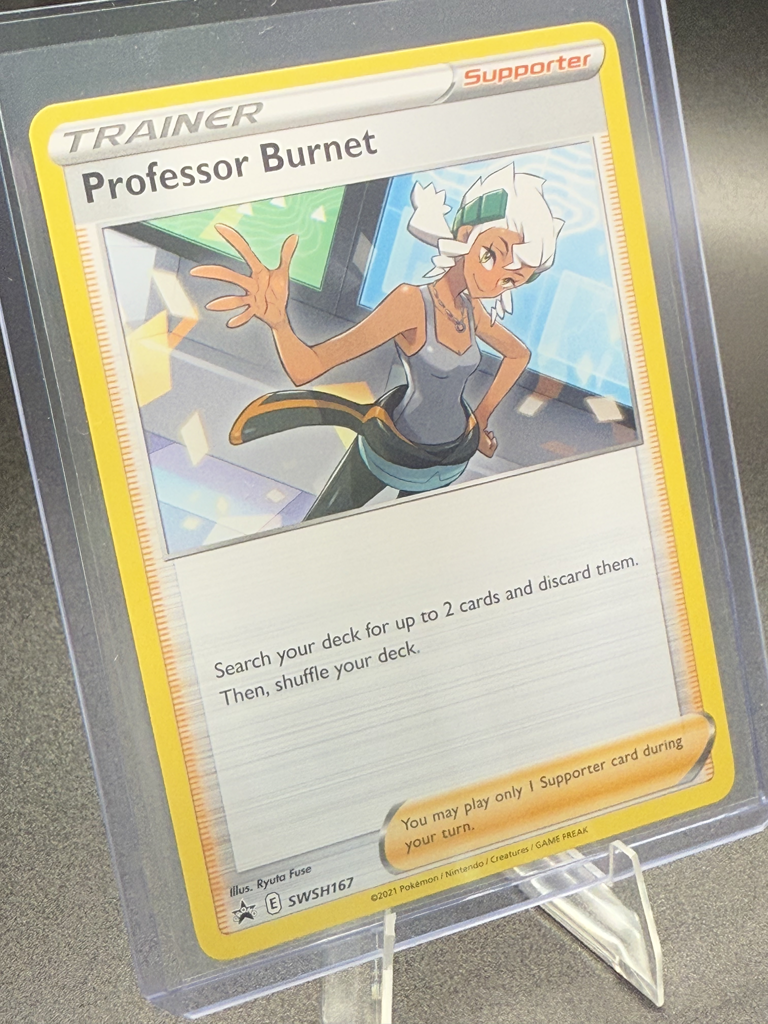 TRAINER
Supporter
Professor Burnet
Search your deck for up to 2 cards and discard them.
Then, shuffle your deck.
You may play only 1 Supporter card during
your turn.
Illus. Ryuta Fuse
E SWSH167
©2021 Pokémon / Nintendo / Creatures / GAME FREAK